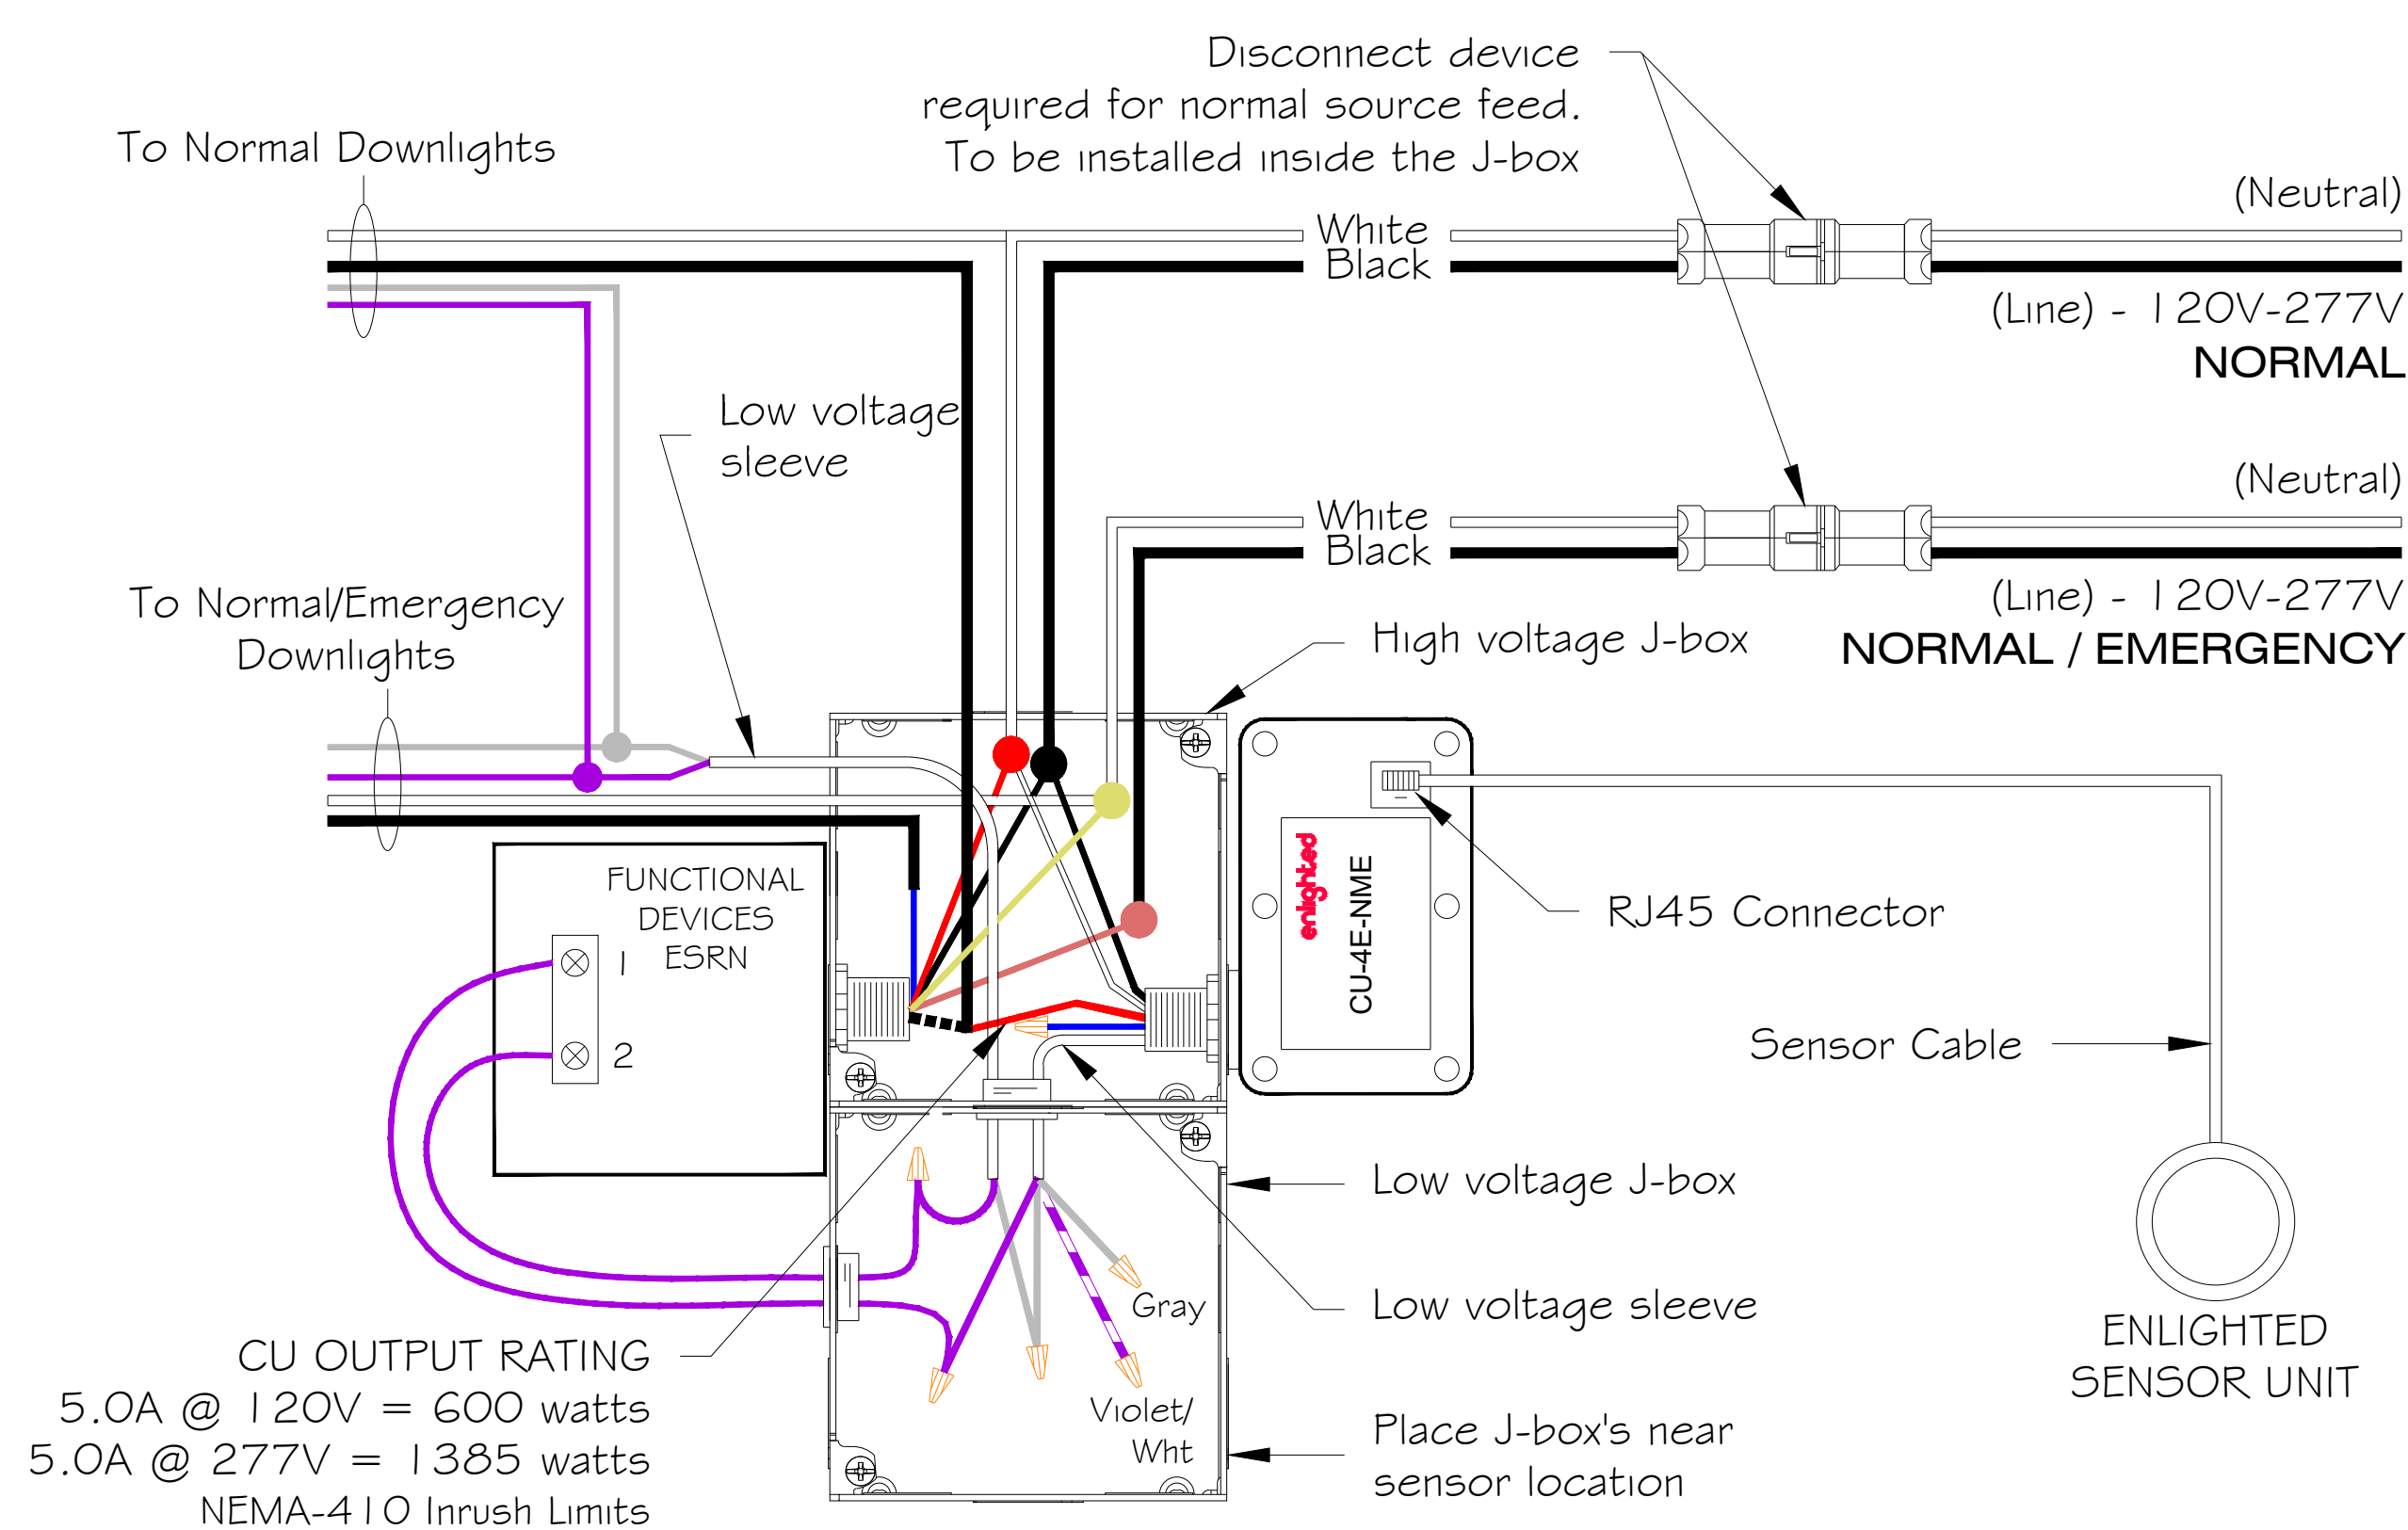 Disconnect device
required for normal source feed.
To be installed inside the J-box
To Normal Downlights
(Neutral)
White
Black
(Line) - 120V-277V
NORMAL
Low voltage
sleeve
(Neutral)
White
Black
(Line) - 120V-277V
NORMAL / EMERGENCY
To Normal/Emergency
Downlights
High voltage J-box
FUNCTIONAL
DEVICES
ESRN
1
2
enlighted
CU-4E-NME
RJ45 Connector
Sensor Cable
Low voltage J-box
Gray
Low voltage sleeve
Violet/
Wht
Place J-box's near
sensor location
ENLIGHTED
SENSOR UNIT
CU OUTPUT RATING
5.0A @ 120V = 600 watts
5.0A @ 277V = 1385 watts
NEMA-410 Inrush Limits